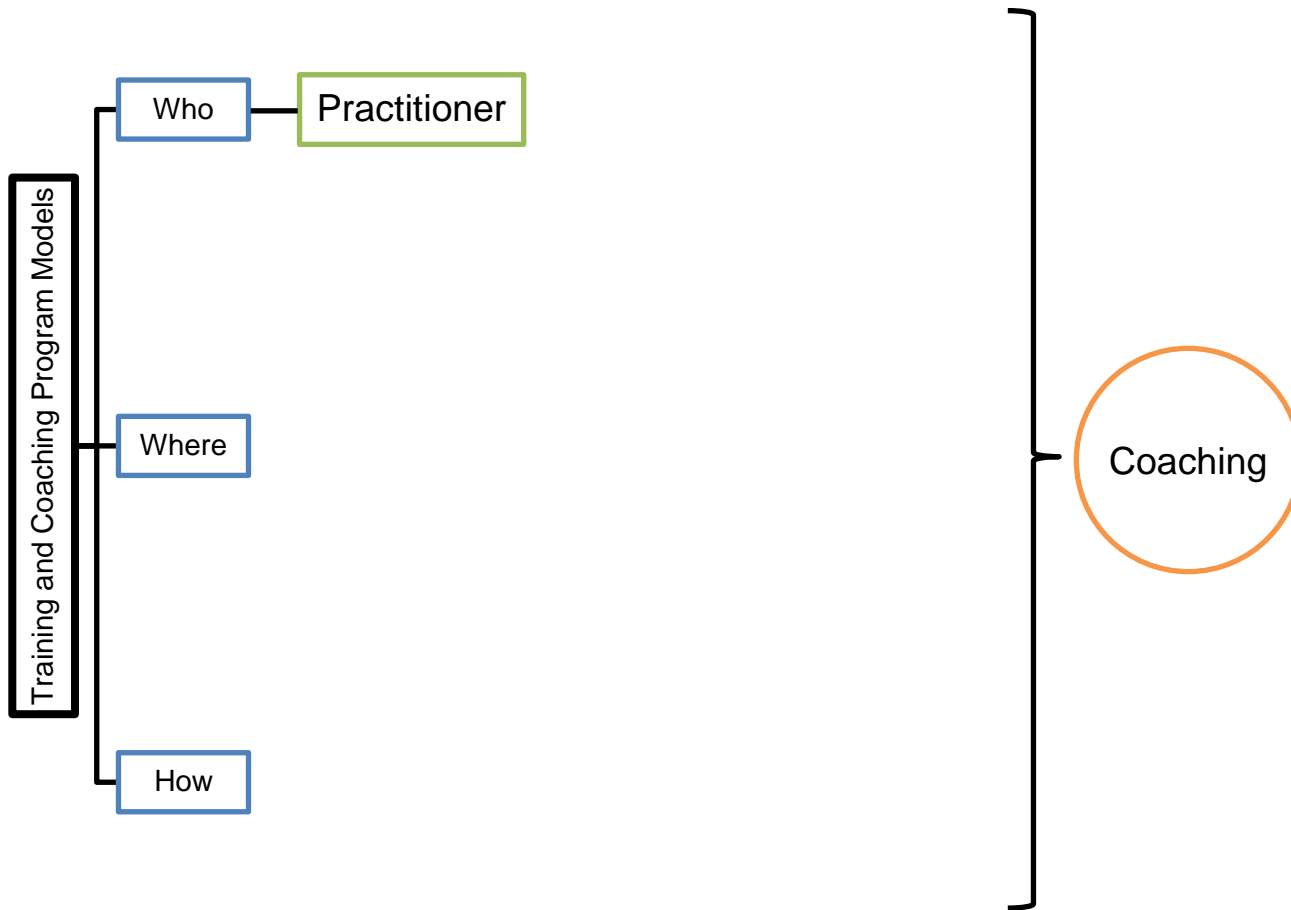 Training and Coaching Program Models
Who
Practitioner
Where
How
Coaching